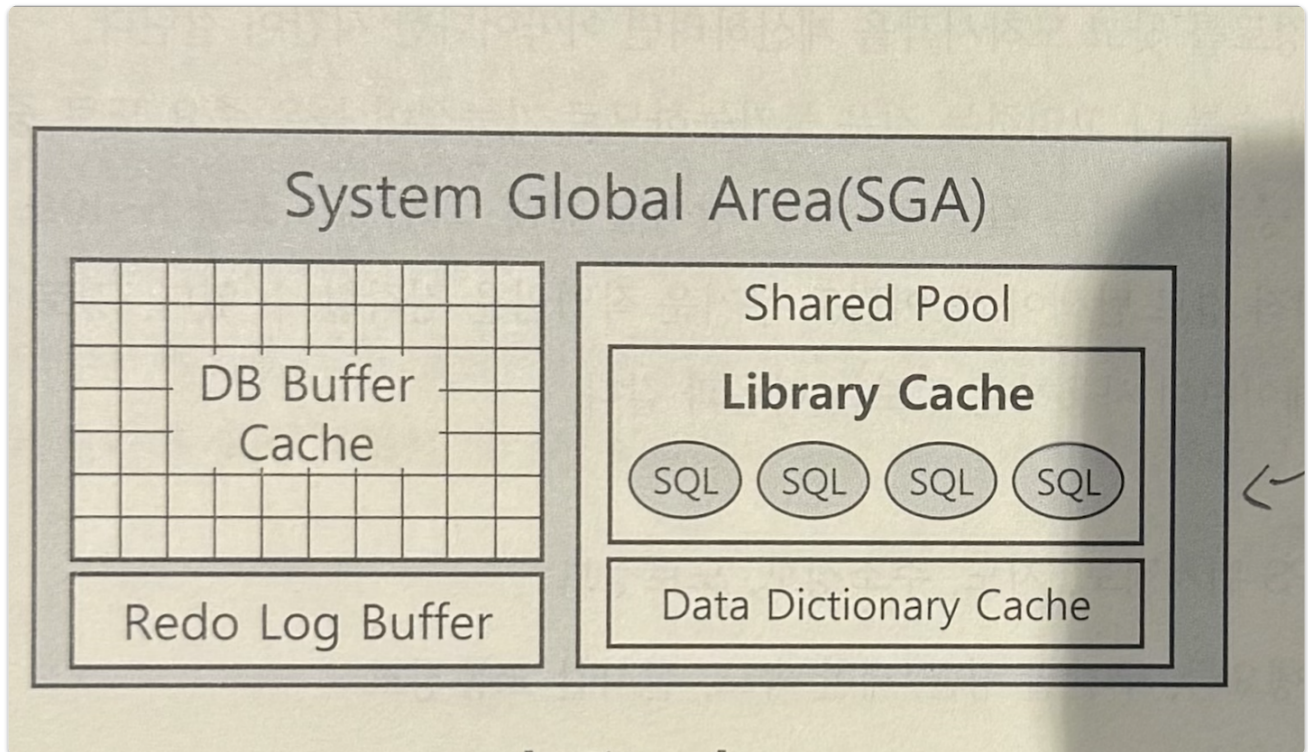 System Global Area(SGA)
DB Buffer
Cache
Redo Log Buffer
Shared Pool
Library Cache
SQL SQL SQL SQL
Data Dictionary Cache